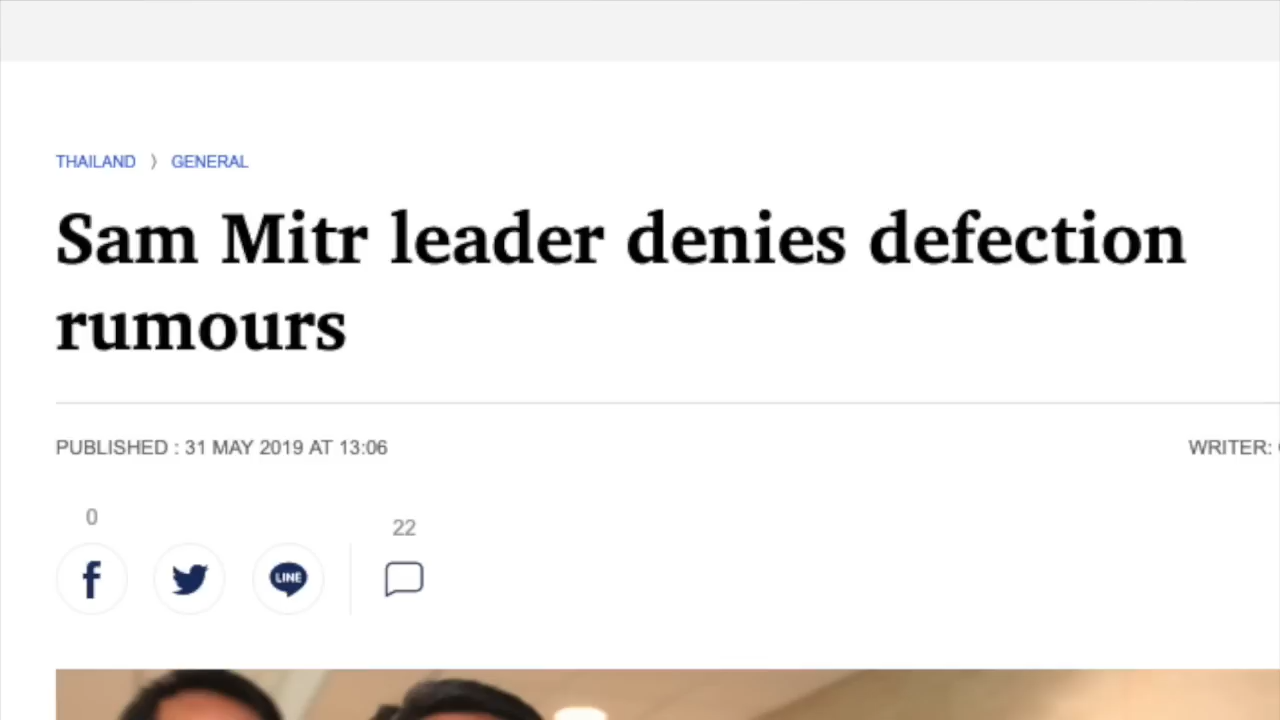 THAILAND 〉 GENERAL
Sam Mitr leader denies defection
rumours
PUBLISHED : 31 MAY 2019 AT 13:06
WRITER:
0
22
LINE